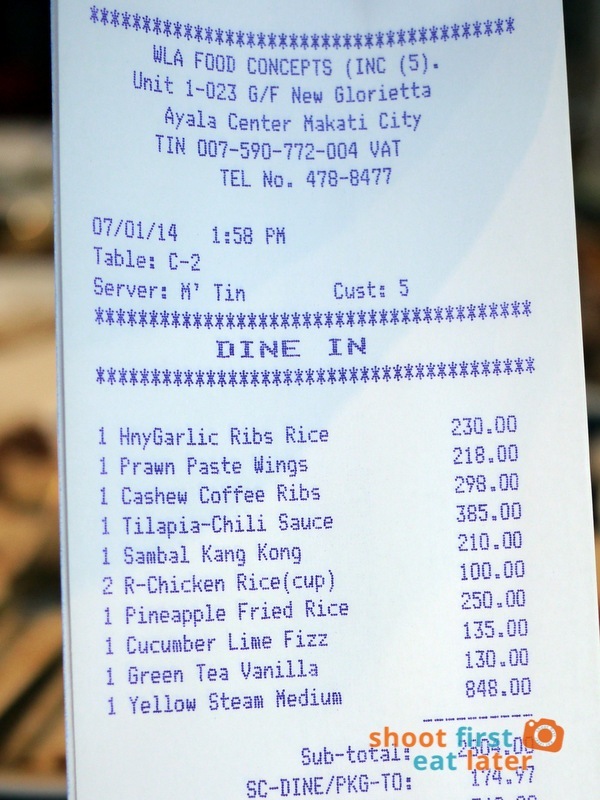 ************************************
WLA FOOD CONCEPTS (INC (5).
Unit 1-023 G/F New Glorietta
Ayala Center Makati City
TIN 007-590-772-004 VAT
TEL No. 478-8477
07/01/14 1:58 PM
Table: C-2
Server: M' Tin Cust: 5
************************************
DINE IN
************************************
1 HnyGarlic Ribs Rice 230.00
1 Prawn Paste Wings 218.00
1 Cashew Coffee Ribs 298.00
1 Tilapia-Chili Sauce 385.00
1 Sambal Kang Kong 210.00
2 R-Chicken Rice(cup) 100.00
1 Pineapple Fried Rice 250.00
1 Cucumber Lime Fizz 135.00
1 Green Tea Vanilla 130.00
1 Yellow Steam Medium 848.00
shoot first
eat later
Sub-total: 2804.00
SC-DINE/PKG-TO: 174.97